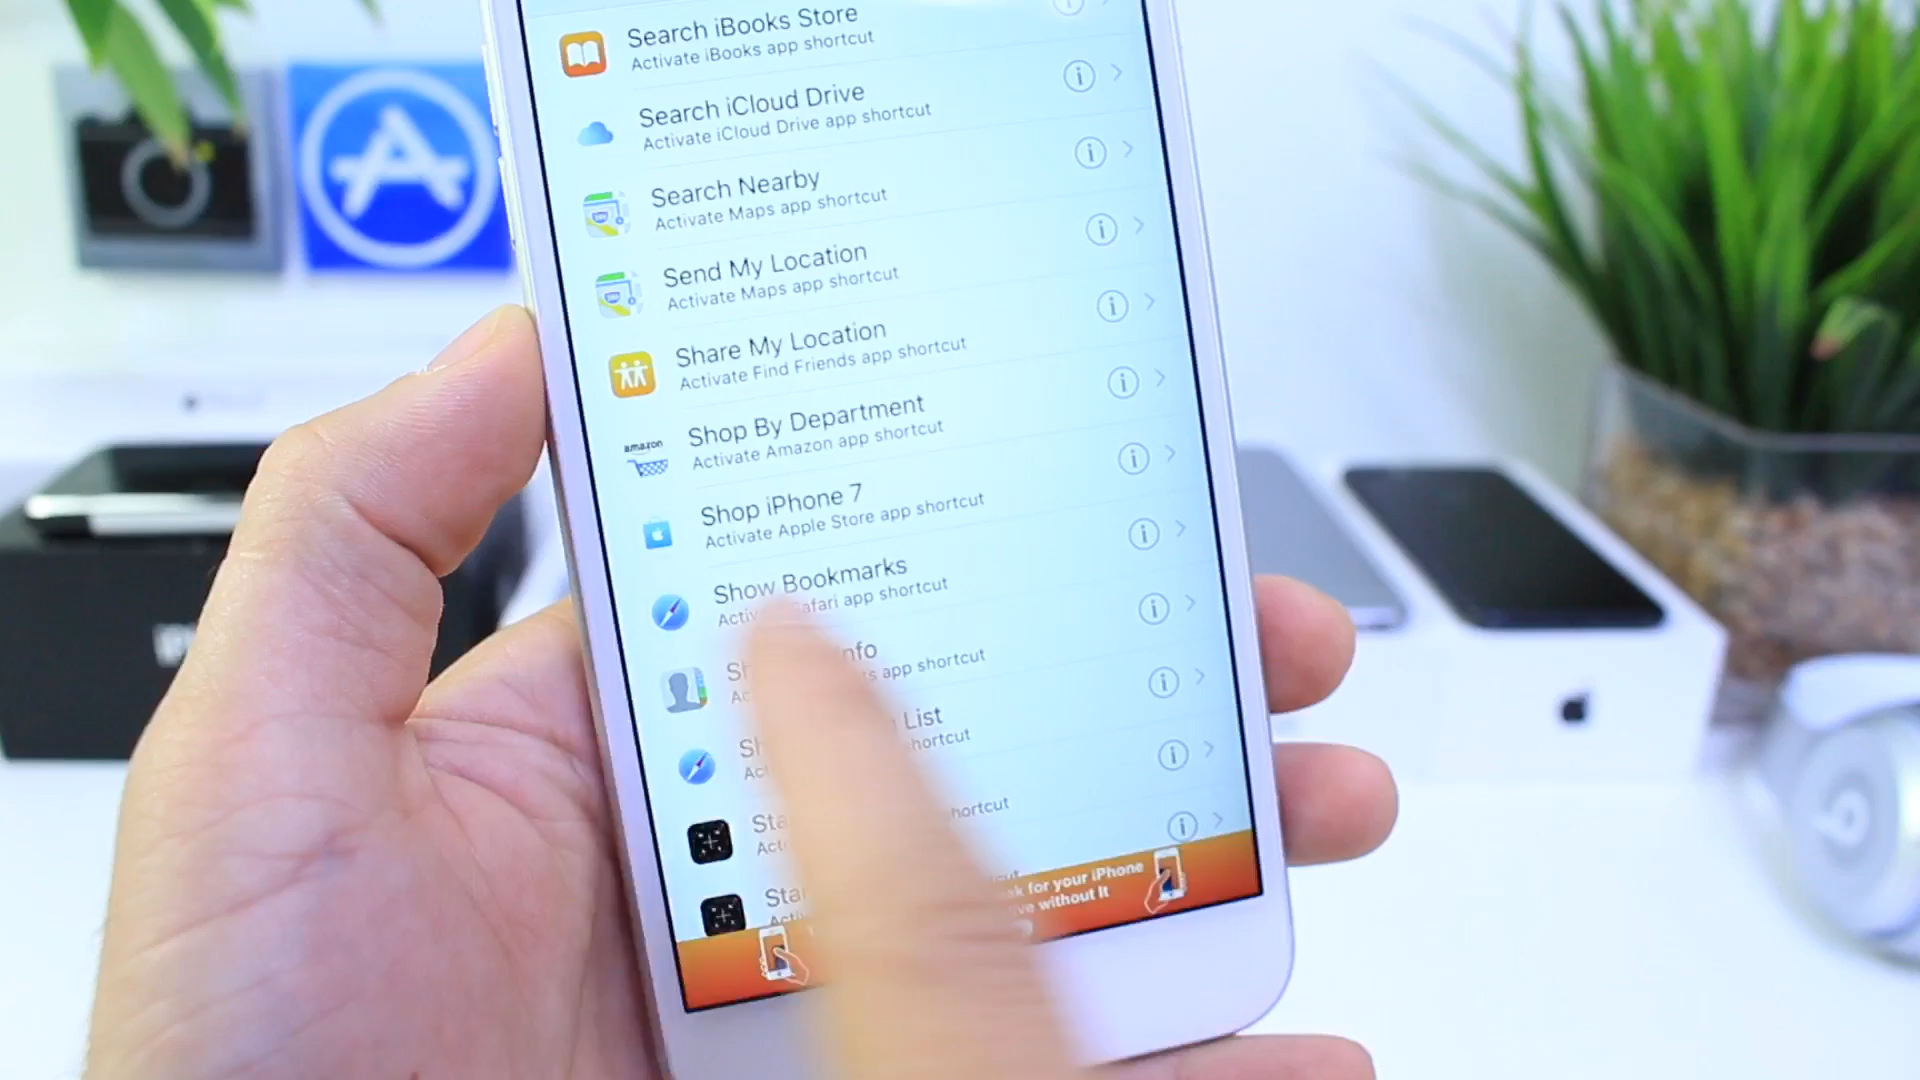 Search iBooks Store
Activate iBooks app shortcut
Search iCloud Drive
Activate iCloud Drive app shortcut
Search Nearby
Activate Maps app shortcut
Send My Location
Activate Maps app shortcut
Share My Location
Activate Find Friends app shortcut
amazon
Shop By Department
Activate Amazon app shortcut
Shop iPhone 7
Activate Apple Store app shortcut
Show Bookmarks
Safari app shortcut
app shortcut
List
shortcut
shortcut
for your iPhone
without It